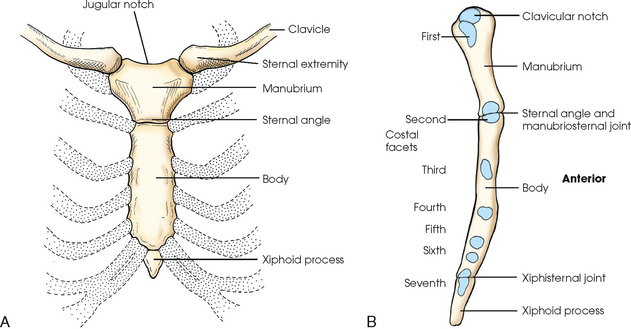 Jugular notch
Clavicle
Sternal extremity
Manubrium
Sternal angle
Body
Xiphoid process
A
Clavicular notch
First
Manubrium
Second
Sternal angle and
manubriosternal joint
Costal
facets
Third
Anterior
Body
Fourth
Fifth
Sixth
Seventh
Xiphisternal joint
Xiphoid process
B